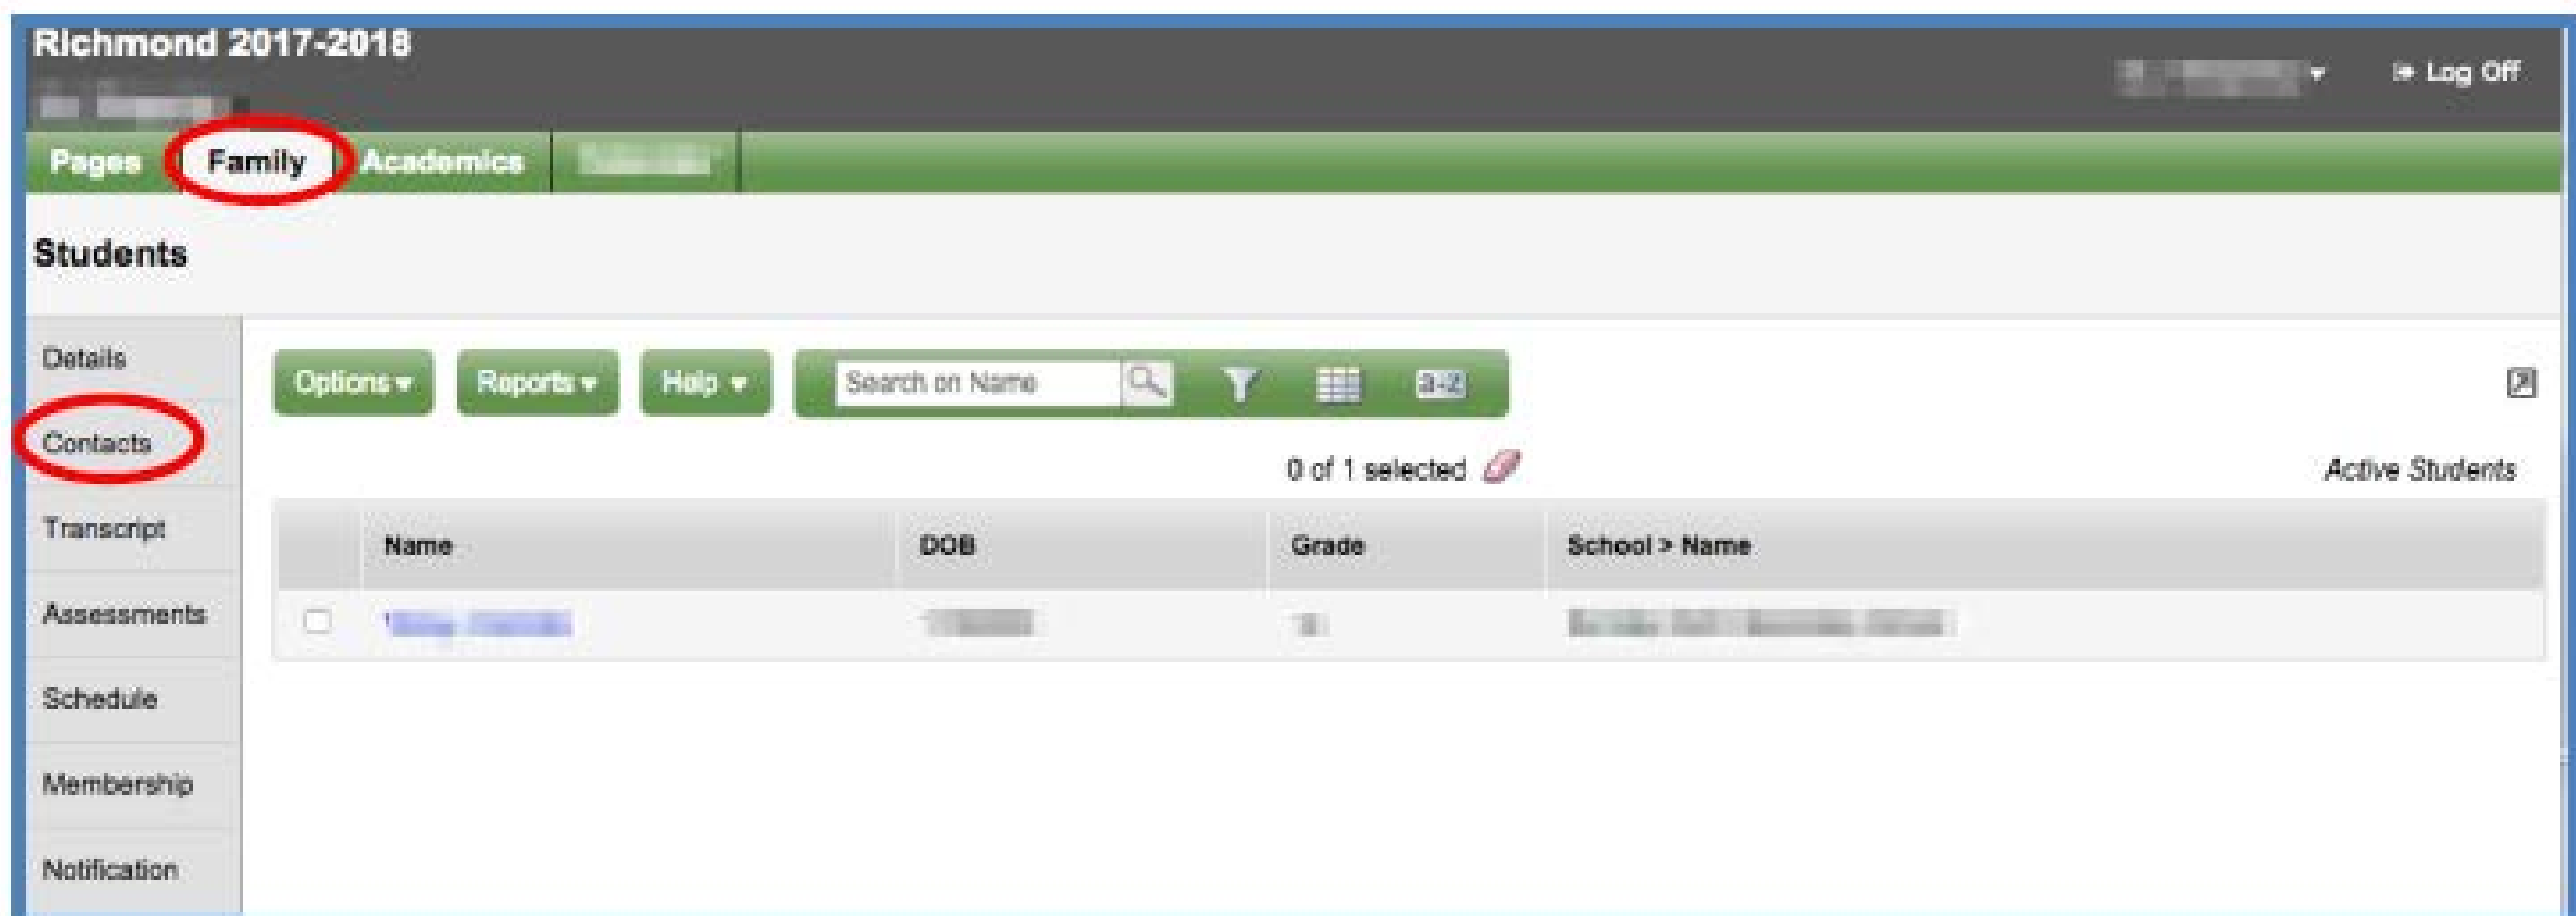 Richmond 2017-2018
Log Off
Pages Family Academics
Students
Details
Contacts
Transcript
Assessments
Schedule
Membership
Notification
Options Reports Help Search on Name a-z
0 of 1 selected Active Students
Name DOB Grade School > Name